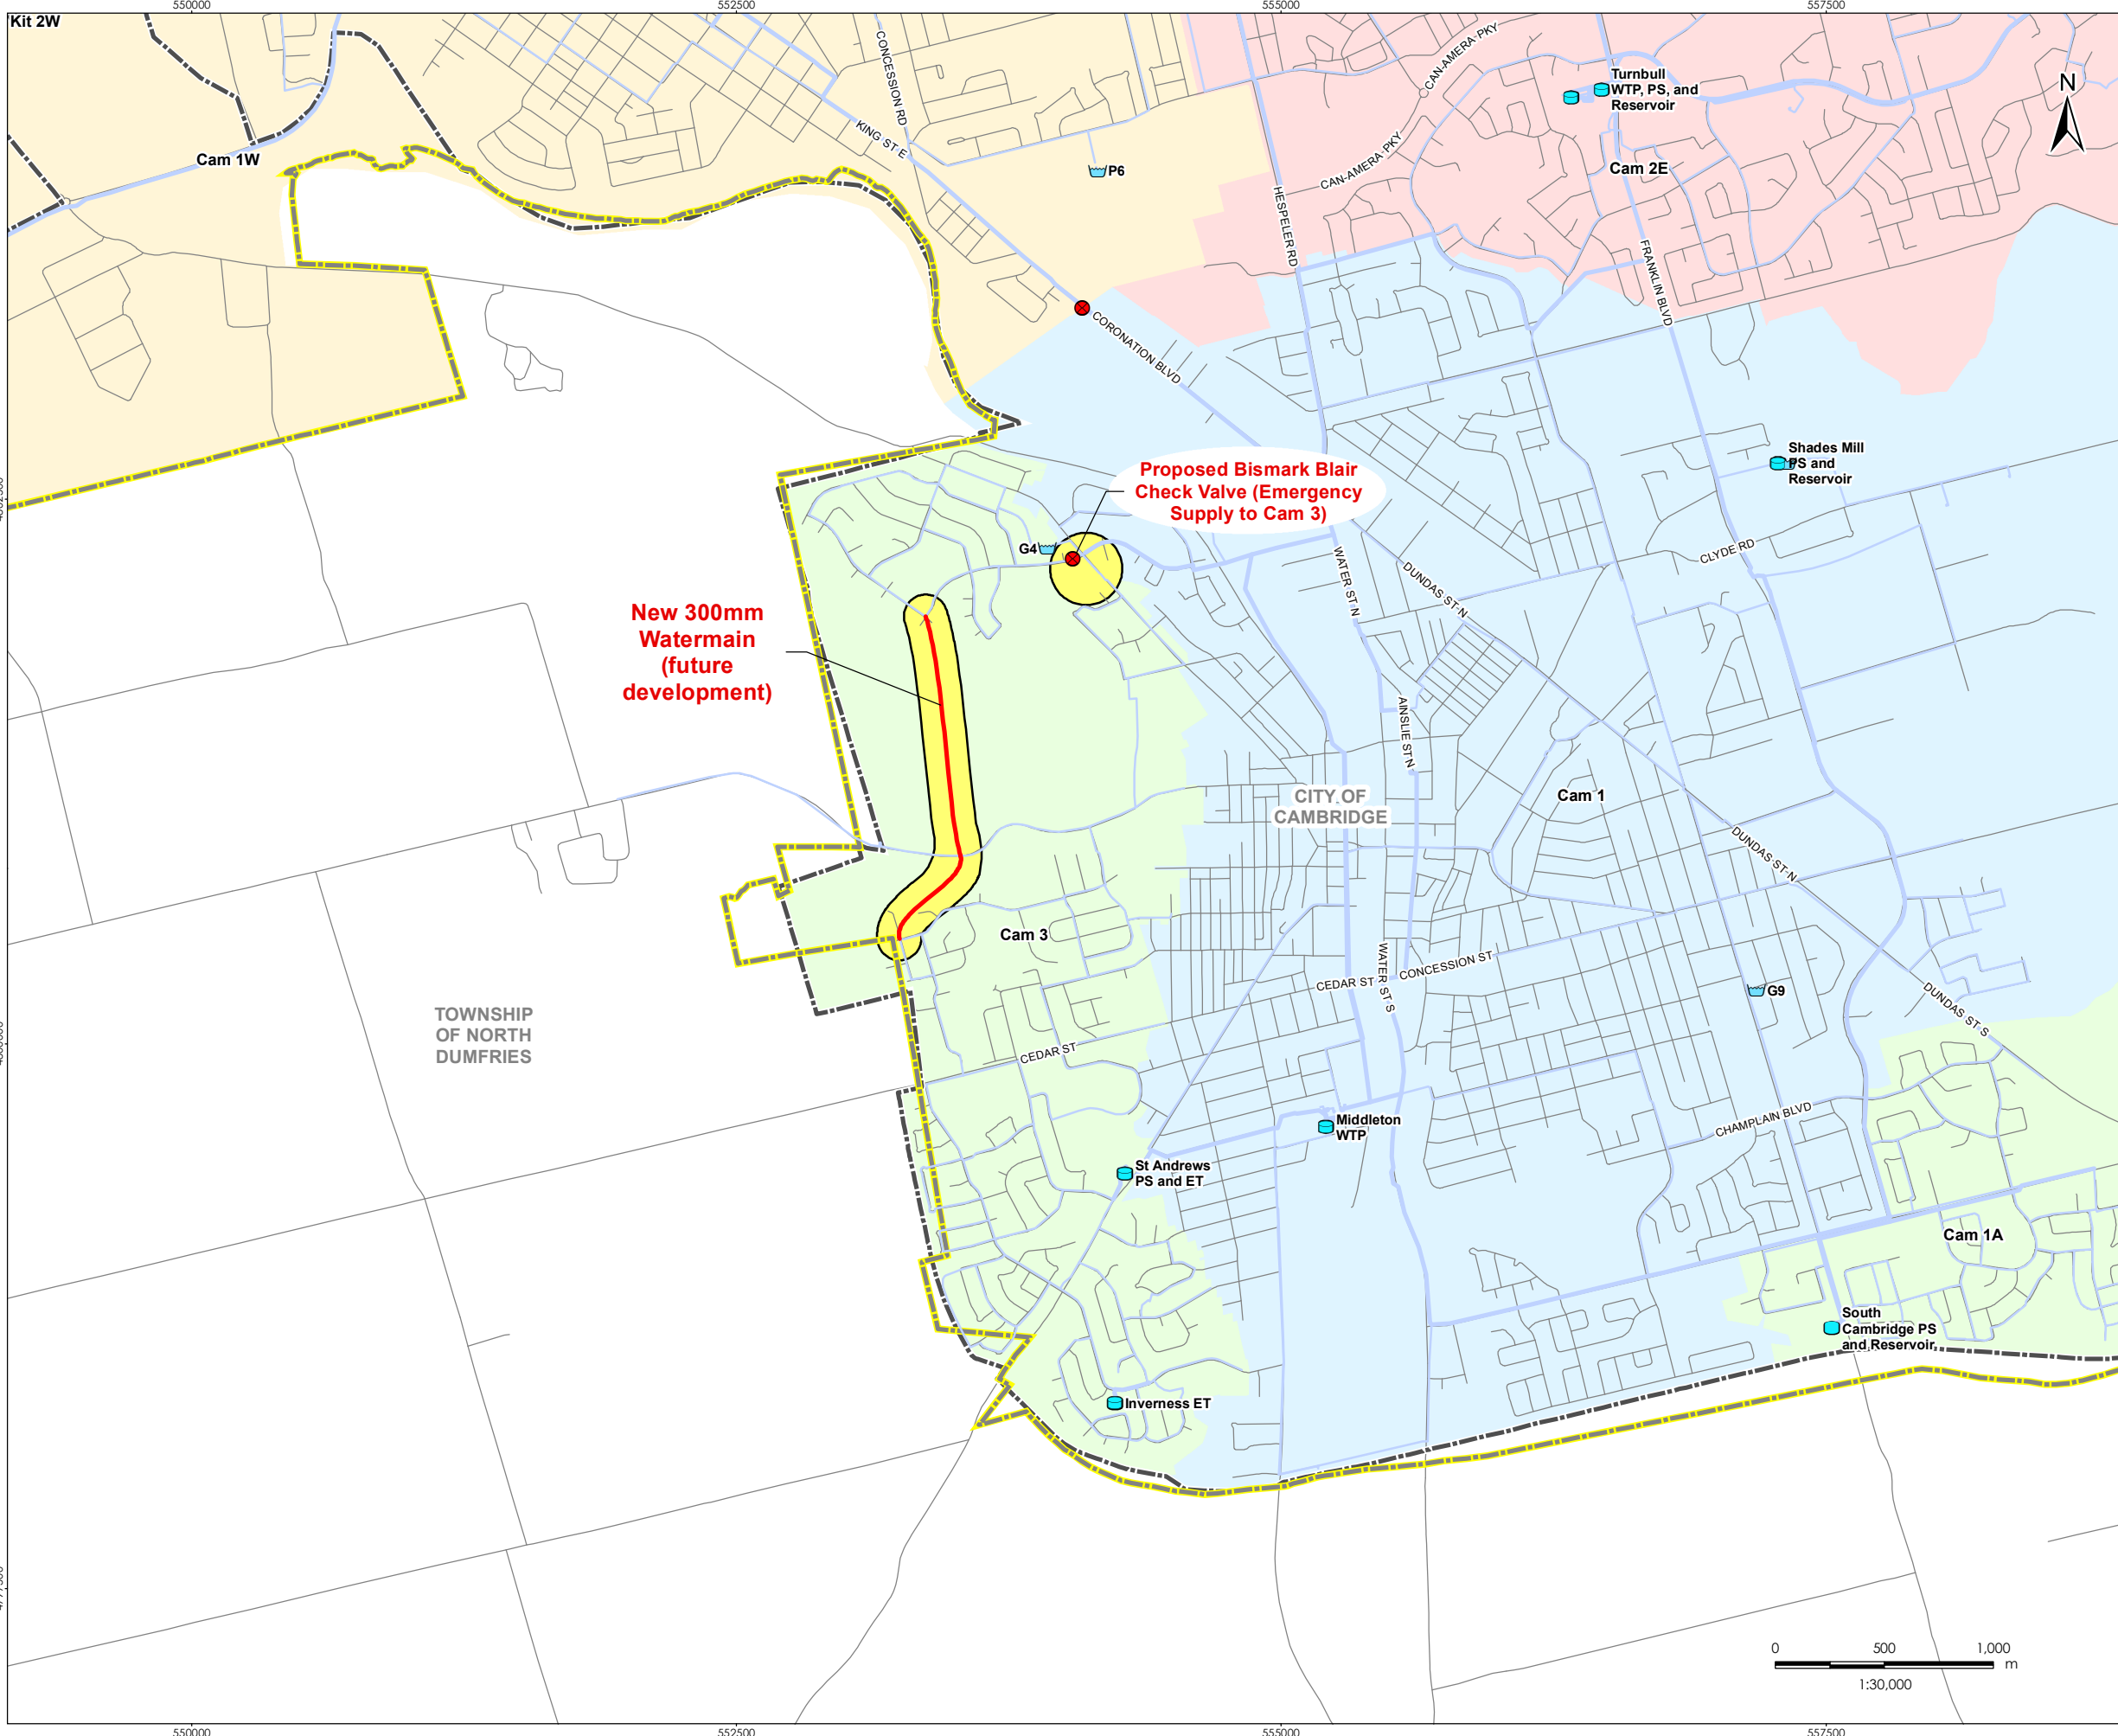 550000
552500
555000
557500
Kit 2W
CONCESSION RD
KING ST E
CAN-AMERA-PKY
Turnbull
WTP, PS, and
Reservoir
N
Cam 1W
P6
CAN-AMERA-PKY
Cam 2E
HESPELER RD
FRANKLIN BLVD
CORONATION BLVD
Proposed Bismark Blair
Check Valve (Emergency
Supply to Cam 3)
Shades Mill
PS and
Reservoir
G4
CLYDE RD
WATER ST N
DUNDAS ST N
New 300mm
Watermain
(future
development)
AINSLIE ST N
CITY OF
CAMBRIDGE
Cam 1
DUNDAS ST N
Cam 3
CEDAR ST
CONCESSION ST
WATER ST S
G9
DUNDAS ST S
TOWNSHIP
OF NORTH
DUMFRIES
CEDAR ST
CHAMPLAIN BLVD
Middleton
WTP
St Andrews
PS and ET
Cam 1A
South
Cambridge PS
and Reservoir
Inverness ET
0
500
1,000
m
1:30,000
550000
552500
555000
557500